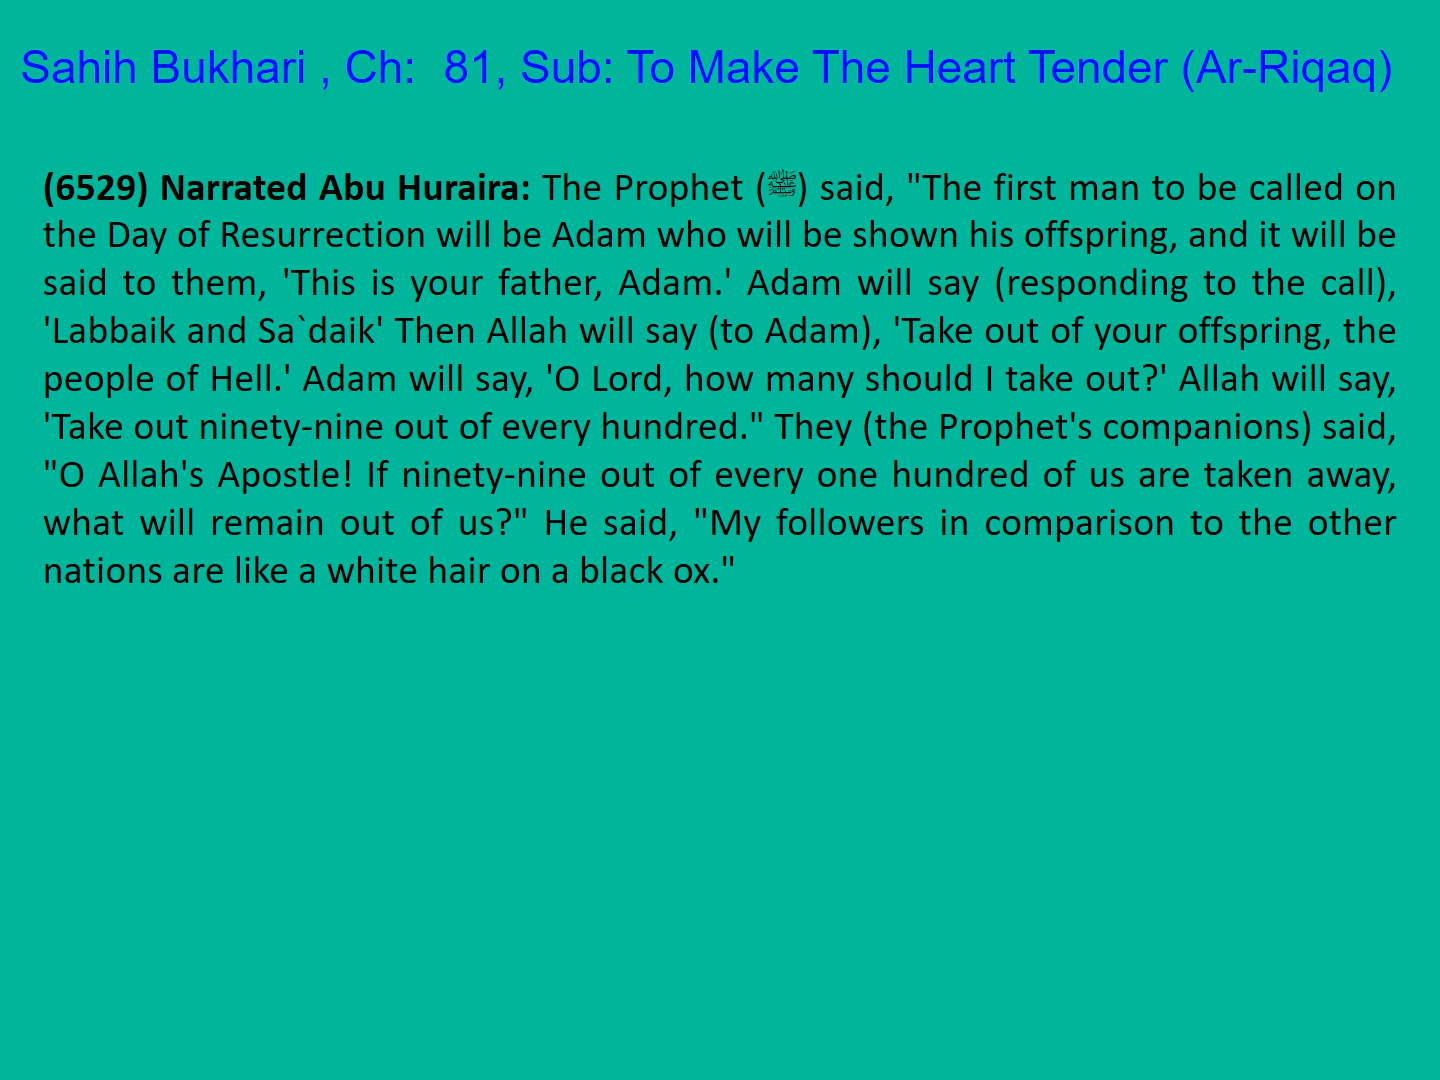 Sahih Bukhari , Ch:  81, Sub: To Make The Heart Tender (Ar-Riqaq)
(6529) Narrated Abu Huraira: The Prophet (ﷺ) said, "The first man to be called on
the Day of Resurrection will be Adam who will be shown his offspring, and it will be
said to them, 'This is your father, Adam.' Adam will say (responding to the call),
'Labbaik and Sa`daik' Then Allah will say (to Adam), 'Take out of your offspring, the
people of Hell.' Adam will say, 'O Lord, how many should I take out?' Allah will say,
'Take out ninety-nine out of every hundred." They (the Prophet's companions) said,
"O Allah's Apostle! If ninety-nine out of every one hundred of us are taken away,
what will remain out of us?" He said, "My followers in comparison to the other
nations are like a white hair on a black ox."